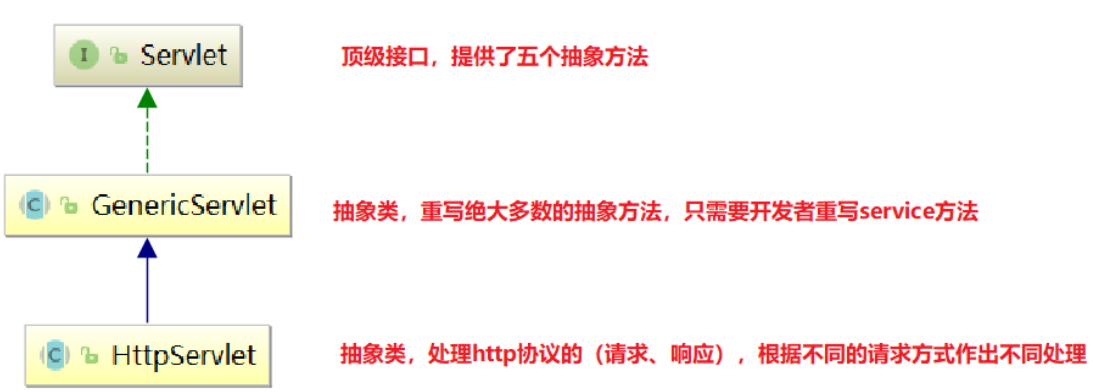 I Servlet 顶级接口，提供了五个抽象方法
C GenericServlet 抽象类，重写绝大多数的抽象方法，只需要开发者重写service方法
C HttpServlet 抽象类，处理http协议的（请求、响应），根据不同的请求方式作出不同处理